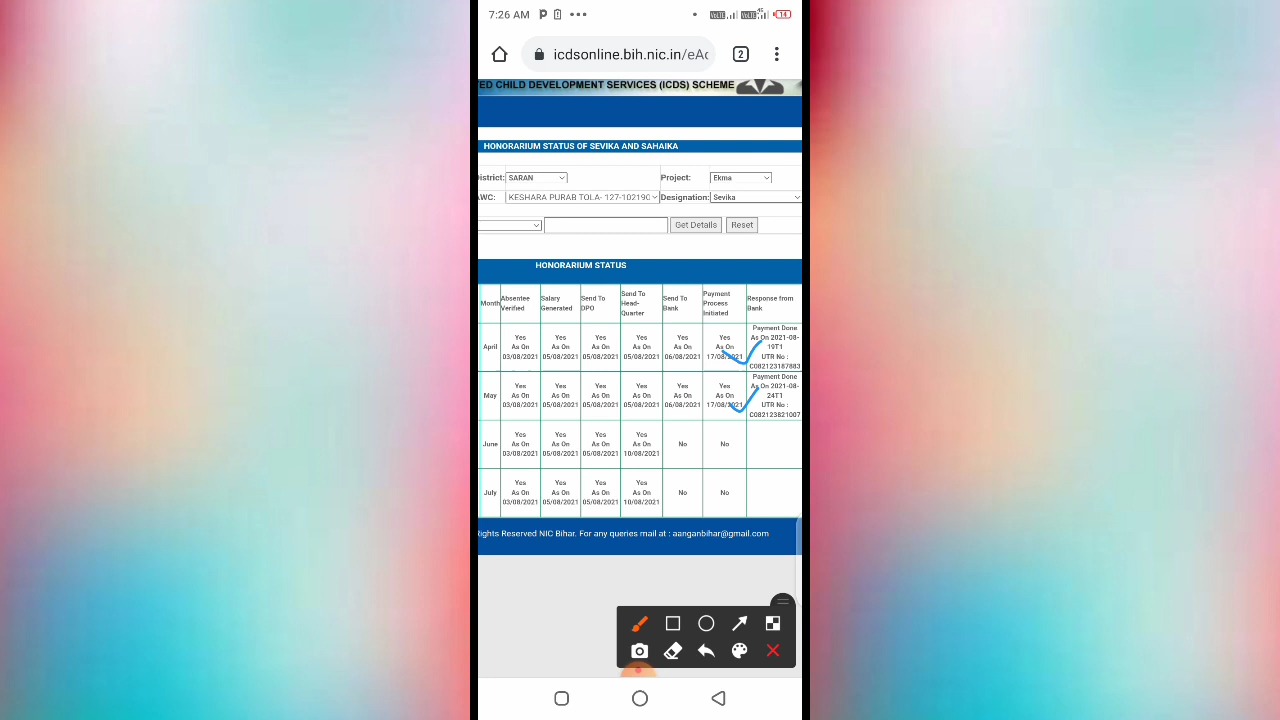 7:26 AM
14
icdsonline.bih.nic.in/eAc
2
ED CHILD DEVELOPMENT SERVICES (ICDS) SCHEME
HONORARIUM STATUS OF SEVIKA AND SAHAIKA
istrict: SARAN Project: Ekma
AWC: KESHARA PURAB TOLA- 127-102190 Designation: Sevika
Get Details Reset
HONORARIUM STATUS
Month Absentee Verified Salary Generated Send To DPO Send To Head-Quarter Send To Bank Payment Process Initiated Response from Bank
April Yes As On 03/08/2021 Yes As On 05/08/2021 Yes As On 05/08/2021 Yes As On 05/08/2021 Yes As On 06/08/2021 Yes As On 17/08/2021 Payment Done As On 2021-08-19T1 UTR No : C082123187883
May Yes As On 03/08/2021 Yes As On 05/08/2021 Yes As On 05/08/2021 Yes As On 05/08/2021 Yes As On 06/08/2021 Yes As On 17/08/2021 Payment Done As On 2021-08-24T1 UTR No : C082123821007
June Yes As On 03/08/2021 Yes As On 05/08/2021 Yes As On 05/08/2021 Yes As On 10/08/2021 No No
July Yes As On 03/08/2021 Yes As On 05/08/2021 Yes As On 05/08/2021 Yes As On 10/08/2021 No No
Rights Reserved NIC Bihar. For any queries mail at : aanganbihar@gmail.com